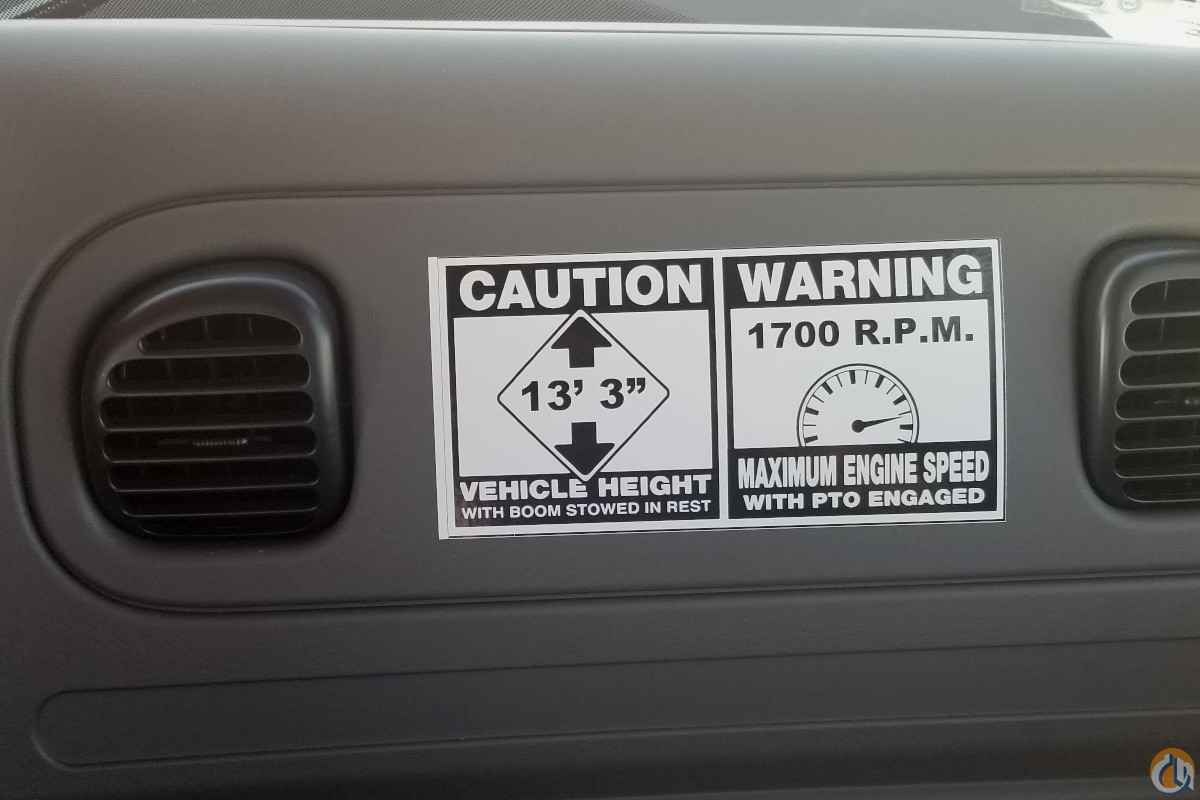 CAUTION
13’ 3”
VEHICLE HEIGHT
WITH BOOM STOWED IN REST
WARNING
1700 R.P.M.
MAXIMUM ENGINE SPEED
WITH PTO ENGAGED